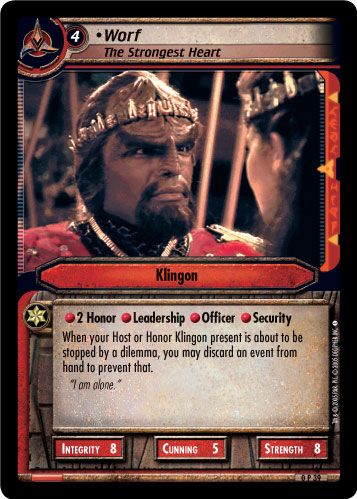 4
•Worf
The Strongest Heart
Klingon
2 Honor Leadership Officer Security
When your Host or Honor Klingon present is about to be
stopped by a dilemma, you may discard an event from
hand to prevent that.
"I am alone."
INTEGRITY 8
CUNNING 5
STRENGTH 8
0 P 39